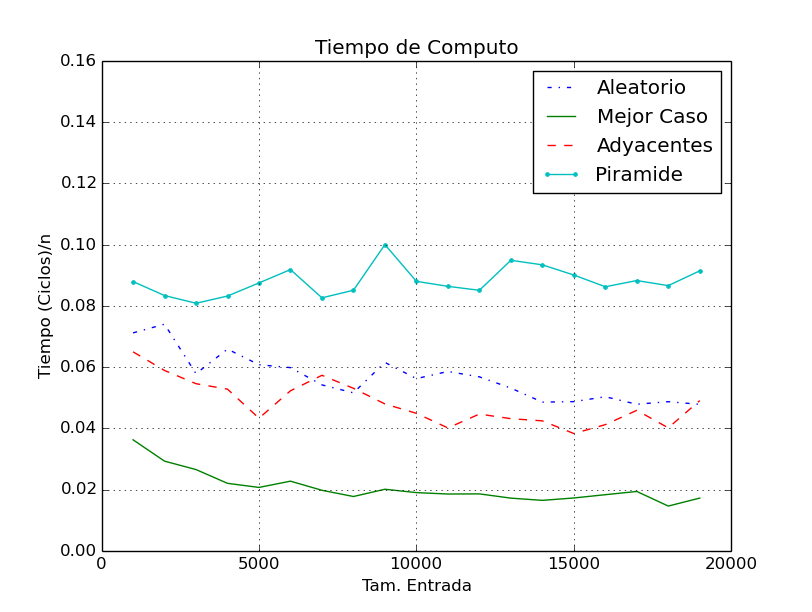 Tiempo de Computo
0.16
0.14
0.12
0.10
0.08
0.06
0.04
0.02
0.00
Tiempo (Ciclos)/n
Aleatorio
Mejor Caso
Adyacentes
Piramide
0
5000
10000
15000
20000
Tam. Entrada